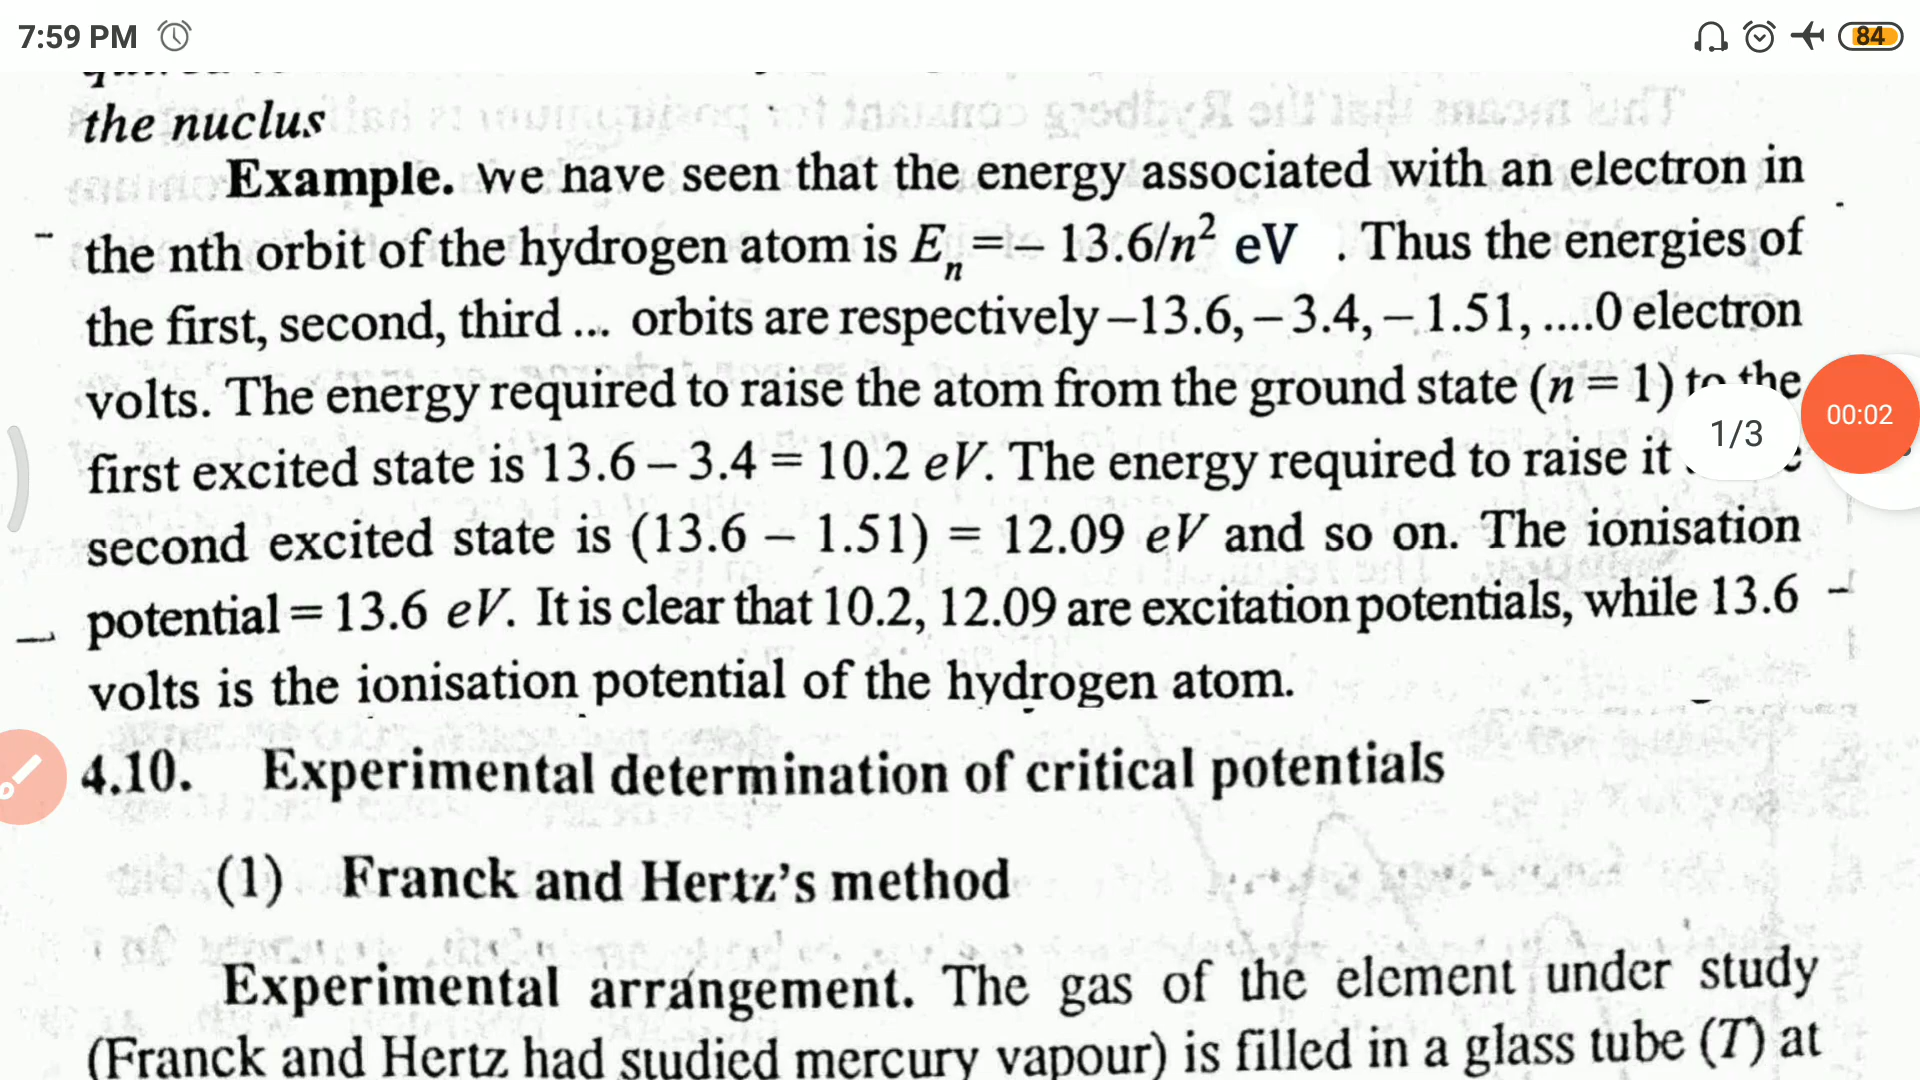 7:59 PM
84
the nuclus
Example. We have seen that the energy associated with an electron in
the nth orbit of the hydrogen atom is Eₙ = – 13.6/n² eV . Thus the energies of
the first, second, third ... orbits are respectively –13.6, – 3.4, – 1.51, ....0 electron
volts. The energy required to raise the atom from the ground state (n = 1) to the
00:02
1/3
first excited state is 13.6 – 3.4 = 10.2 eV. The energy required to raise it
second excited state is (13.6 – 1.51) = 12.09 eV and so on. The ionisation
potential = 13.6 eV. It is clear that 10.2, 12.09 are excitation potentials, while 13.6
volts is the ionisation potential of the hydrogen atom.
4.10. Experimental determination of critical potentials
(1) Franck and Hertz's method
Experimental arrangement. The gas of the element under study
(Franck and Hertz had studied mercury vapour) is filled in a glass tube (T) at